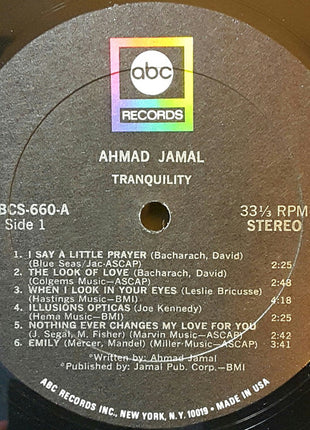 abc
RECORDS
AHMAD JAMAL
TRANQUILITY
BCS-660-A
Side 1
33⅓ RPM
STEREO
1. I SAY A LITTLE PRAYER (Bacharach, David)
(Blue Seas/Jac-ASCAP) 2:25
2. THE LOOK OF LOVE (Bacharach, David)
(Colgems Music—ASCAP) 2:48
3. WHEN I LOOK IN YOUR EYES (Leslie Bricusse)
(Hastings Music—BMI) 4:18
4. ILLUSIONS OPTICAS (Joe Kennedy)
(Hema Music—BMI) 2:25
5. NOTHING EVER CHANGES MY LOVE FOR YOU
(J. Segal, M. Fisher) (Marvin Music—ASCAP) 2:42
6. EMILY (Mercer, Mandel) (Miller Music—ASCAP) 3:41
°Written by: Ahmad Jamal
°Published by: Jamal Pub. Corp.—BMI
ABC RECORDS INC., NEW YORK, N.Y. 10019 • MADE IN USA